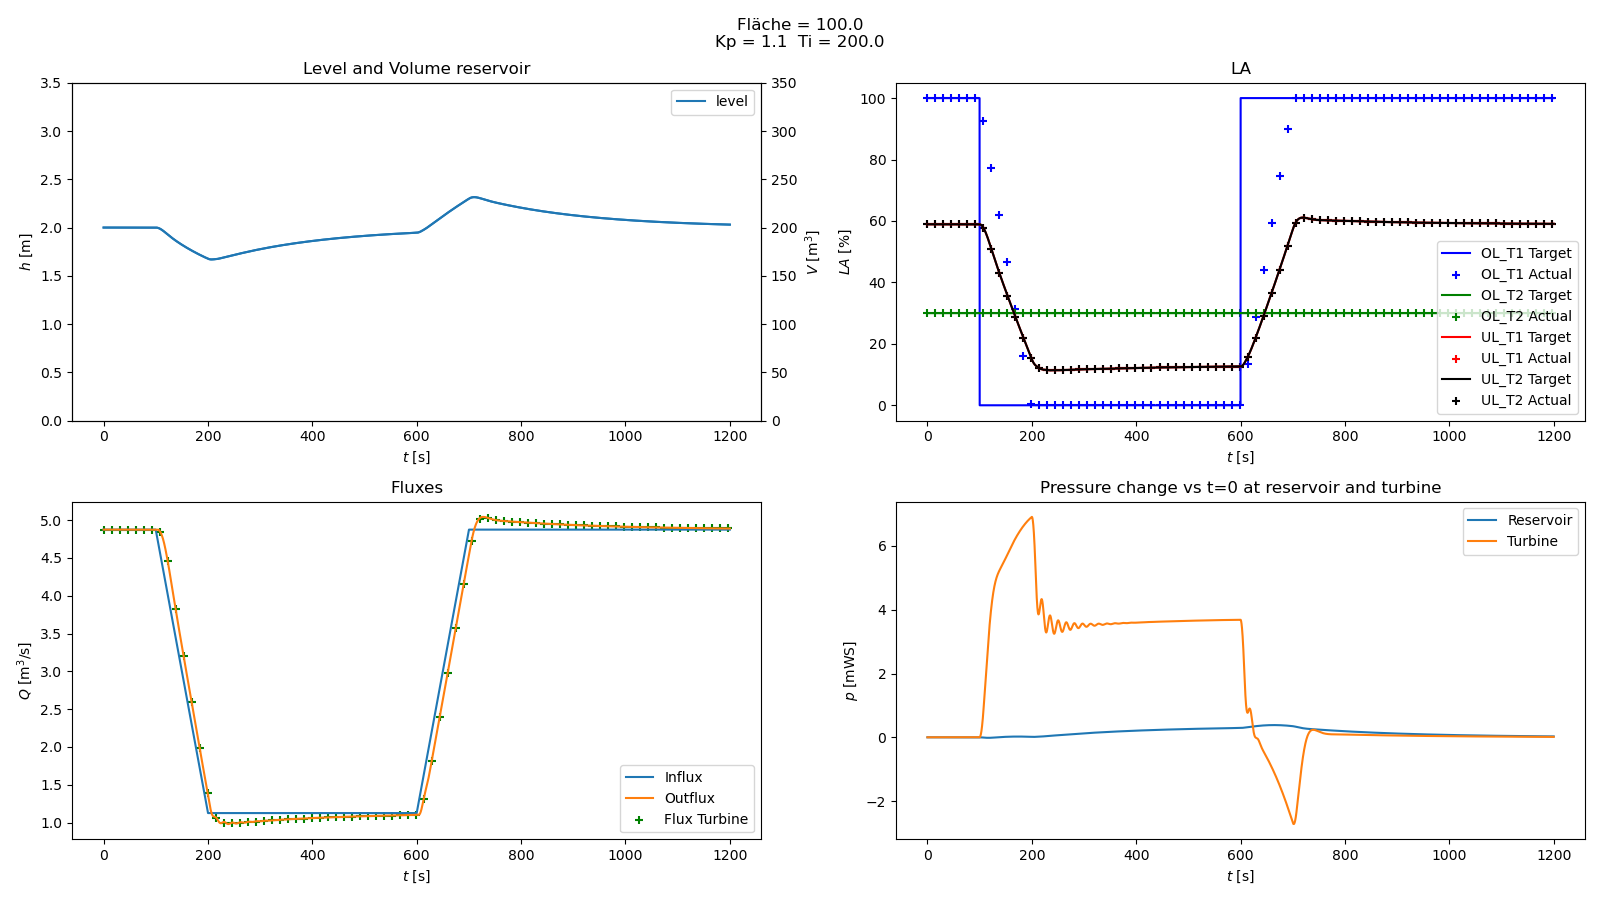 Fläche = 100.0
Kp = 1.1 Ti = 200.0
Level and Volume reservoir
3.5
3.0
2.5
2.0
1.5
1.0
0.5
0.0
h [m]
350
300
250
200
150
100
50
0
V [m³]
0 200 400 600 800 1000 1200
t [s]
level
LA
100
80
60
40
20
0
LA [%]
0 200 400 600 800 1000 1200
t [s]
OL_T1 Target
OL_T1 Actual
OL_T2 Target
OL_T2 Actual
UL_T1 Target
UL_T1 Actual
UL_T2 Target
UL_T2 Actual
Fluxes
5.0
4.5
4.0
3.5
3.0
2.5
2.0
1.5
1.0
Q [m³/s]
0 200 400 600 800 1000 1200
t [s]
Influx
Outflux
Flux Turbine
Pressure change vs t=0 at reservoir and turbine
6
4
2
0
−2
p [mWS]
0 200 400 600 800 1000 1200
t [s]
Reservoir
Turbine